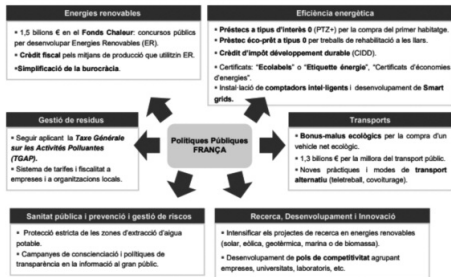 Energies renovables
▪ 1,5 bilions € en el Fonds Chaleur: concursos públics
per desenvolupar Energies Renovables (ER).
▪ Crèdit fiscal pels mitjans de producció que utilitzin ER.
▪ Simplificació de la burocràcia.
Eficiència energètica
▪ Préstecs a tipus d'interès 0 (PTZ+) per la compra del primer habitatge.
▪ Préstec éco-prêt a tipus 0 per treballs de rehabilitació a les llars.
▪ Crèdit d'impôt développement durable (CIDD).
▪ Certificats: "Ecolabels" o "Etiquette énergie", "Certificats d'économies
d'energies".
▪ Instal·lació de comptadors intel·ligents i desenvolupament de Smart
grids.
Gestió de residus
▪ Seguir aplicant la Taxe Générale
sur les Activités Polluantes
(TGAP).
▪ Sistema de tarifes i fiscalitat a
empreses i a organitzacions locals.
Polítiques Públiques
FRANÇA
Transports
▪ Bonus-malus ecològics per la compra d'un
vehicle net ecològic.
▪ 1,3 bilions € per la millora del transport públic.
▪ Noves pràctiques i modes de transport
alternatiu (teletreball, covoiturage).
Sanitat pública i prevenció i gestió de riscos
▪ Protecció estricta de les zones d'extracció d'aigua
potable.
▪ Campanyes de conscienciació i polítiques de
transparència en la informació al gran públic.
Recerca, Desenvolupament i Innovació
▪ Intensificar els projectes de recerca en energies renovables
(solar, eòlica, geotèrmica, marina o de biomassa).
▪ Desenvolupament de pols de competitivitat agrupant
empreses, universitats, laboratoris, etc.